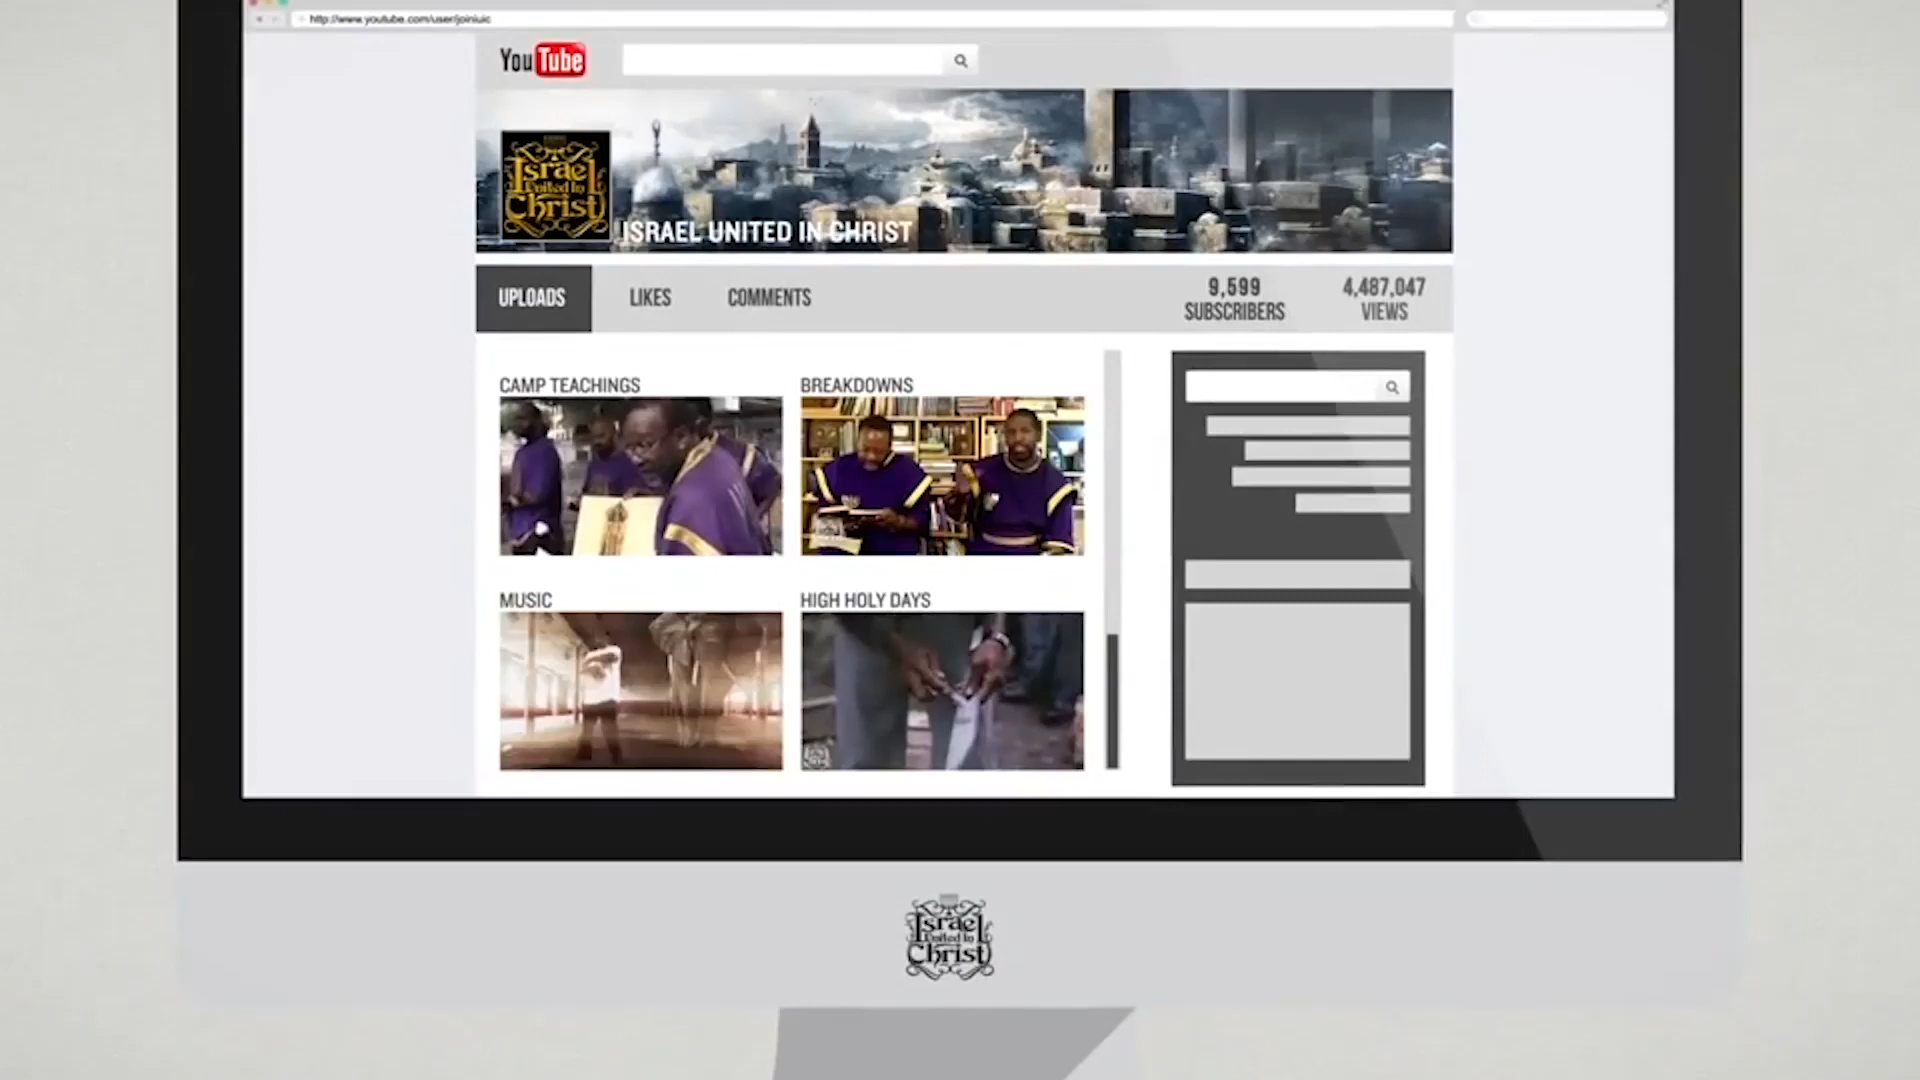 http://www.youtube.com/user/joiniuic
YouTube
Israel
United In
Christ
ISRAEL UNITED IN CHRIST
UPLOADS
LIKES
COMMENTS
9,599
SUBSCRIBERS
4,487,047
VIEWS
CAMP TEACHINGS
BREAKDOWNS
MUSIC
HIGH HOLY DAYS
Israel
United In
Christ